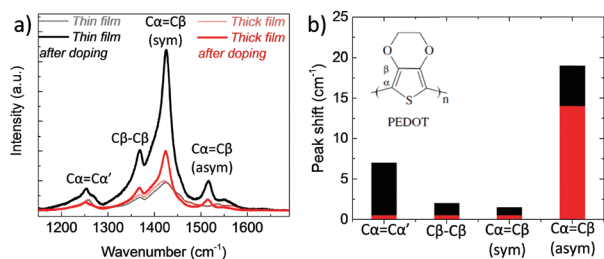 a)
Thin film
Thin film
after doping
Thick film
Thick film
after doping
Cα=Cβ
(sym)
Cβ-Cβ
Cα=Cα’
Cα=Cβ
(asym)
Intensity (a.u.)
1200
1300
1400
1500
1600
Wavenumber (cm⁻¹)
b)
Peak shift (cm⁻¹)
25
20
15
10
5
0
O
O
β
α
S
n
PEDOT
Cα=Cα’
Cβ-Cβ
Cα=Cβ
(sym)
Cα=Cβ
(asym)